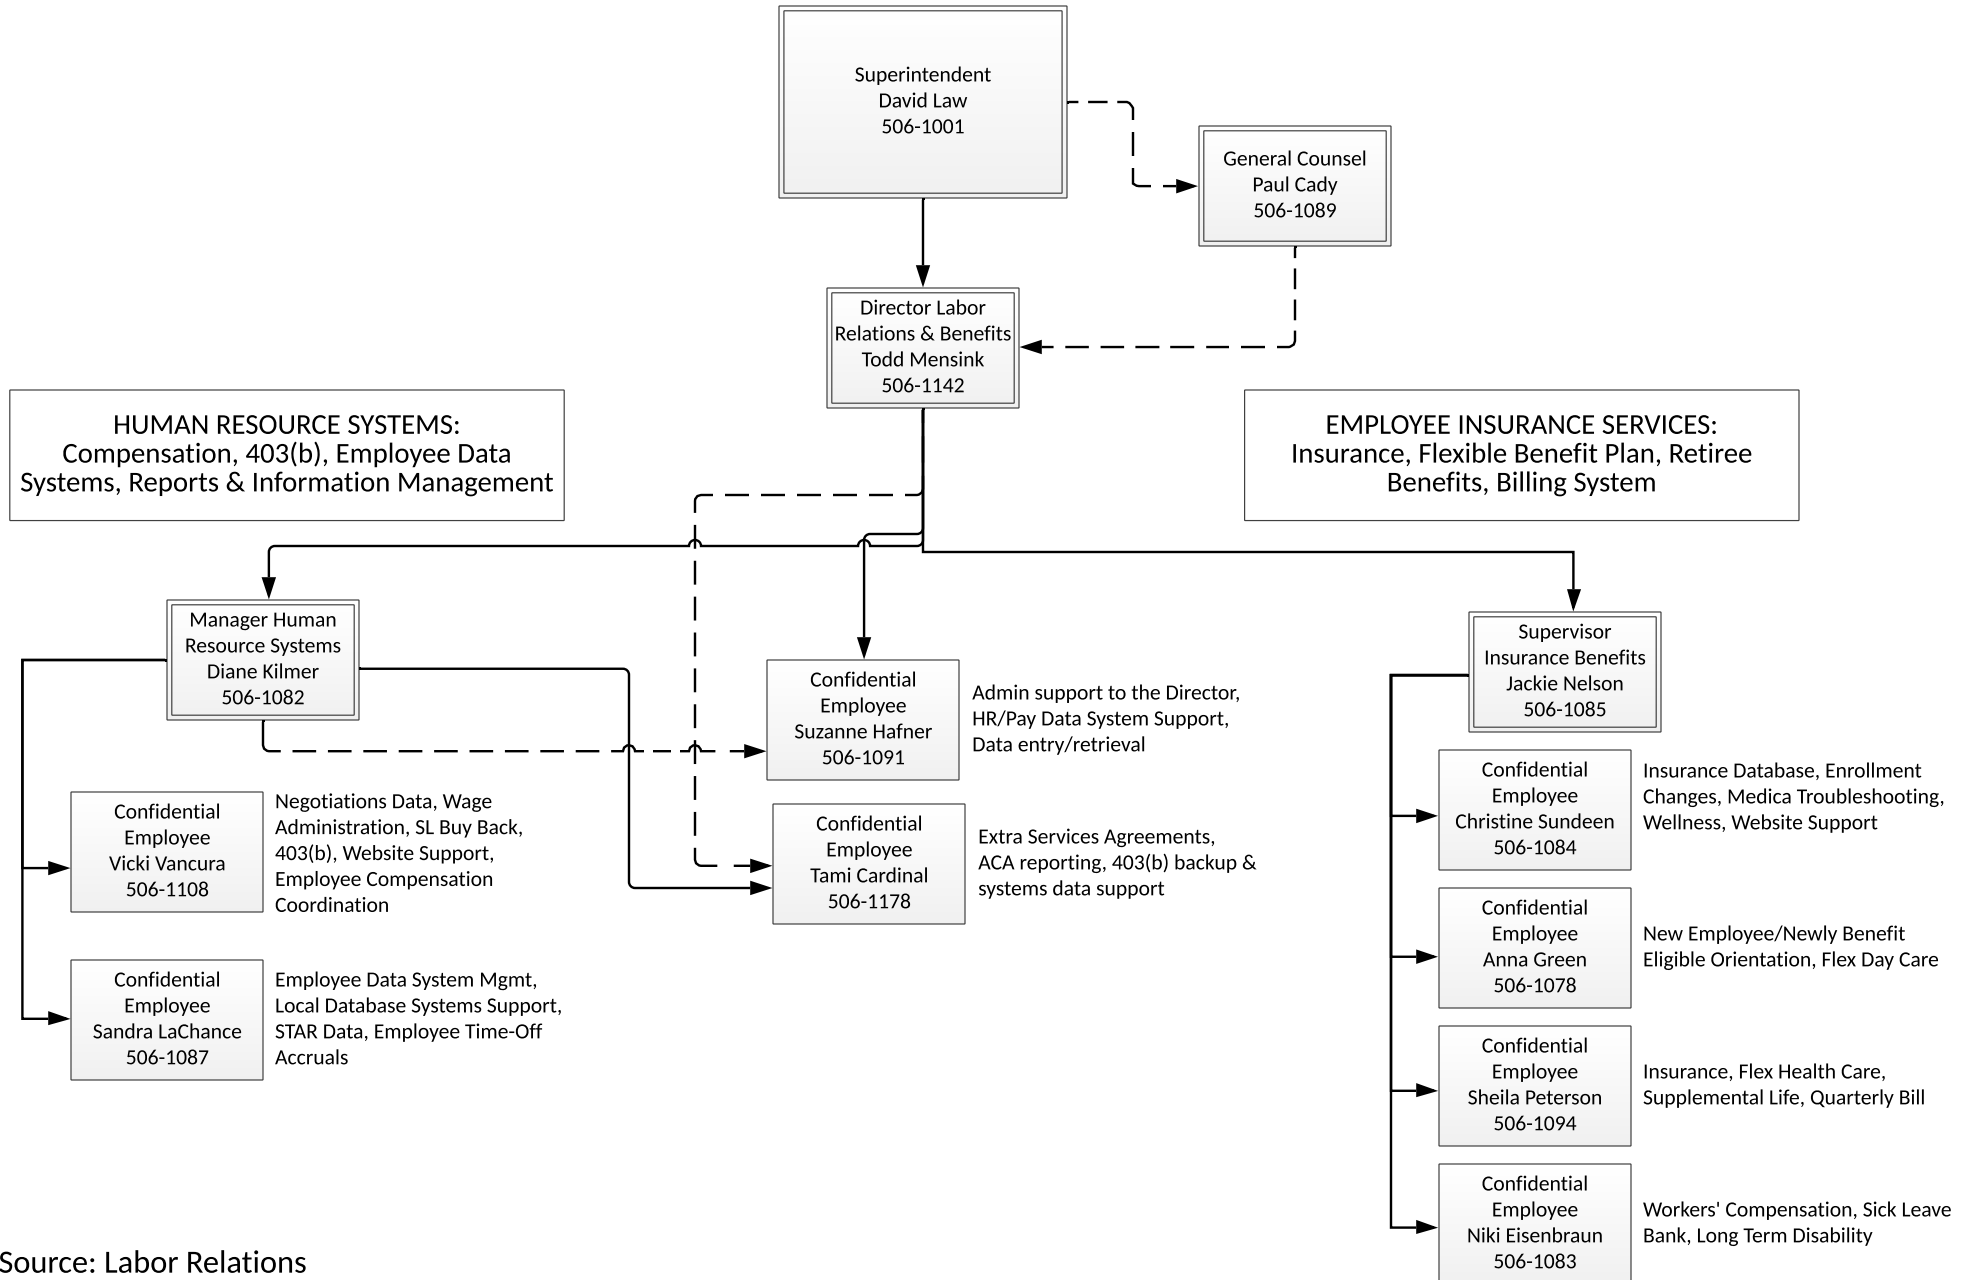 Superintendent
David Law
506-1001
General Counsel
Paul Cady
506-1089
Director Labor
Relations & Benefits
Todd Mensink
506-1142
HUMAN RESOURCE SYSTEMS:
Compensation, 403(b), Employee Data
Systems, Reports & Information Management
EMPLOYEE INSURANCE SERVICES:
Insurance, Flexible Benefit Plan, Retiree
Benefits, Billing System
Manager Human
Resource Systems
Diane Kilmer
506-1082
Confidential
Employee
Vicki Vancura
506-1108
Negotiations Data, Wage
Administration, SL Buy Back,
403(b), Website Support,
Employee Compensation
Coordination
Confidential
Employee
Sandra LaChance
506-1087
Employee Data System Mgmt,
Local Database Systems Support,
STAR Data, Employee Time-Off
Accruals
Confidential
Employee
Suzanne Hafner
506-1091
Admin support to the Director,
HR/Pay Data System Support,
Data entry/retrieval
Confidential
Employee
Tami Cardinal
506-1178
Extra Services Agreements,
ACA reporting, 403(b) backup &
systems data support
Supervisor
Insurance Benefits
Jackie Nelson
506-1085
Confidential
Employee
Christine Sundeen
506-1084
Insurance Database, Enrollment
Changes, Medica Troubleshooting,
Wellness, Website Support
Confidential
Employee
Anna Green
506-1078
New Employee/Newly Benefit
Eligible Orientation, Flex Day Care
Confidential
Employee
Sheila Peterson
506-1094
Insurance, Flex Health Care,
Supplemental Life, Quarterly Bill
Confidential
Employee
Niki Eisenbraun
506-1083
Workers' Compensation, Sick Leave
Bank, Long Term Disability
Source: Labor Relations